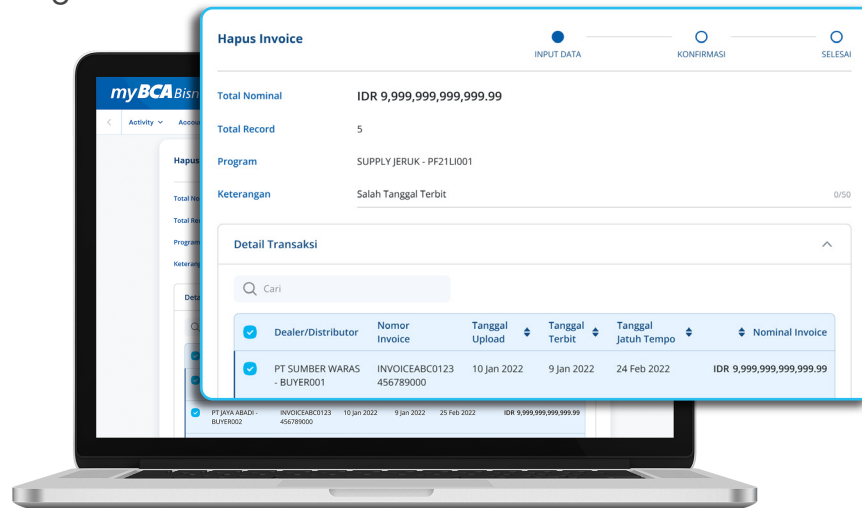 Hapus Invoice
INPUT DATA
KONFIRMASI
SELESAI
Total Nominal
IDR 9,999,999,999,999.99
Total Record
5
Program
SUPPLY JERUK - PF21LI001
Keterangan
Salah Tanggal Terbit
0/50
Detail Transaksi
Cari
Dealer/Distributor Nomor Invoice Tanggal Upload Tanggal Terbit Tanggal Jatuh Tempo Nominal Invoice
PT SUMBER WARAS INVOICEABC0123 10 Jan 2022 9 Jan 2022 24 Feb 2022 IDR 9,999,999,999,999.99
- BUYER001 456789000
myBCA Bisn
Activity Accou
Hapus
Total No
Total Re
Program
Keterang
Deta
PT JAYA ABADI - INVOICEABC0123 10 Jan 2022 9 Jan 2022 25 Feb 2022 IDR 9,999,999,999,999.99
BUYER002 456789000